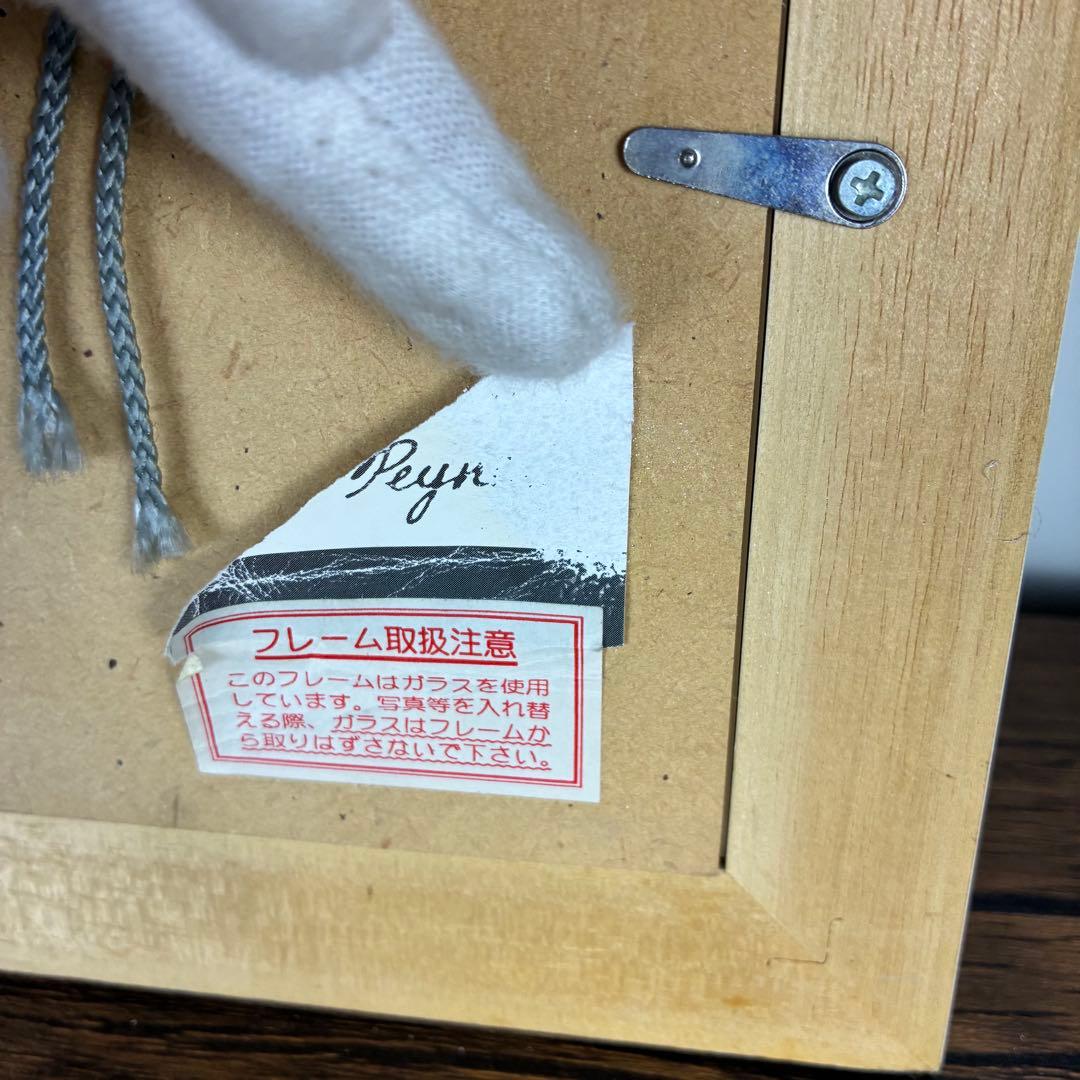 Peyn
フレーム取扱注意
このフレームはガラスを使用
しています。写真等を入れ替
える際、ガラスはフレームか
ら取りはずさないで下さい。